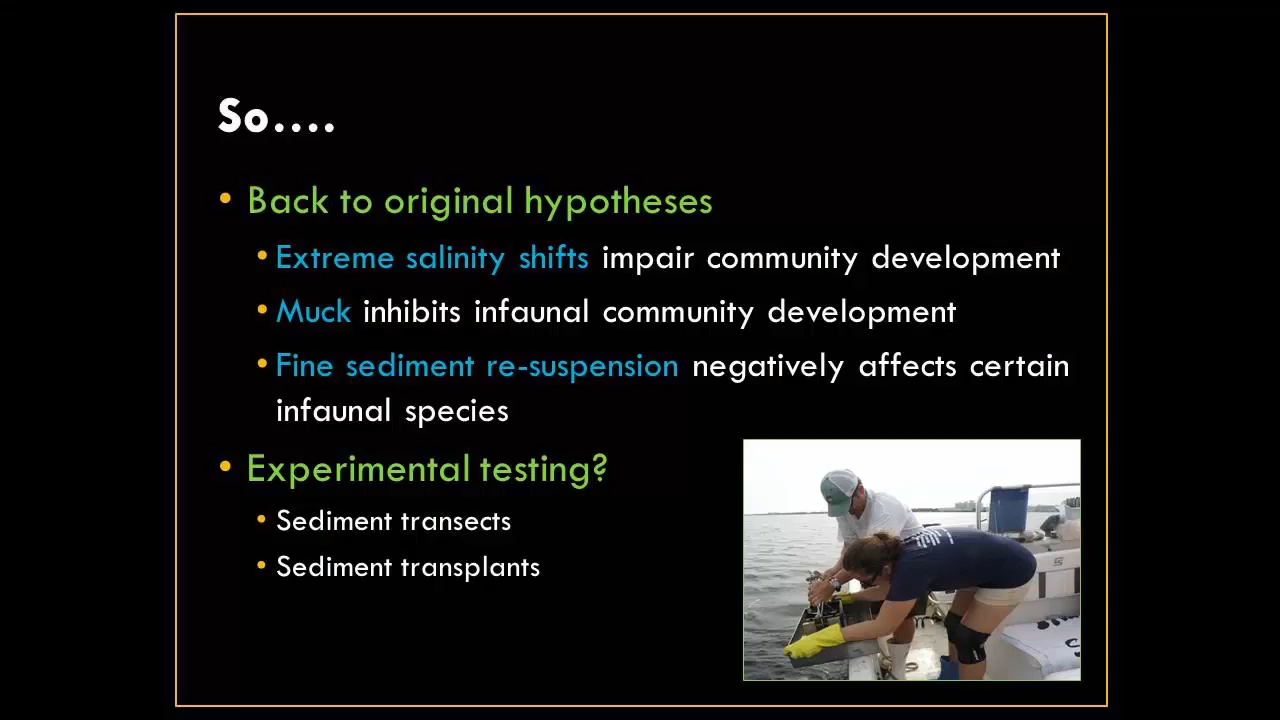 So....
• Back to original hypotheses
• Extreme salinity shifts impair community development
• Muck inhibits infaunal community development
• Fine sediment re-suspension negatively affects certain
infaunal species
• Experimental testing?
• Sediment transects
• Sediment transplants